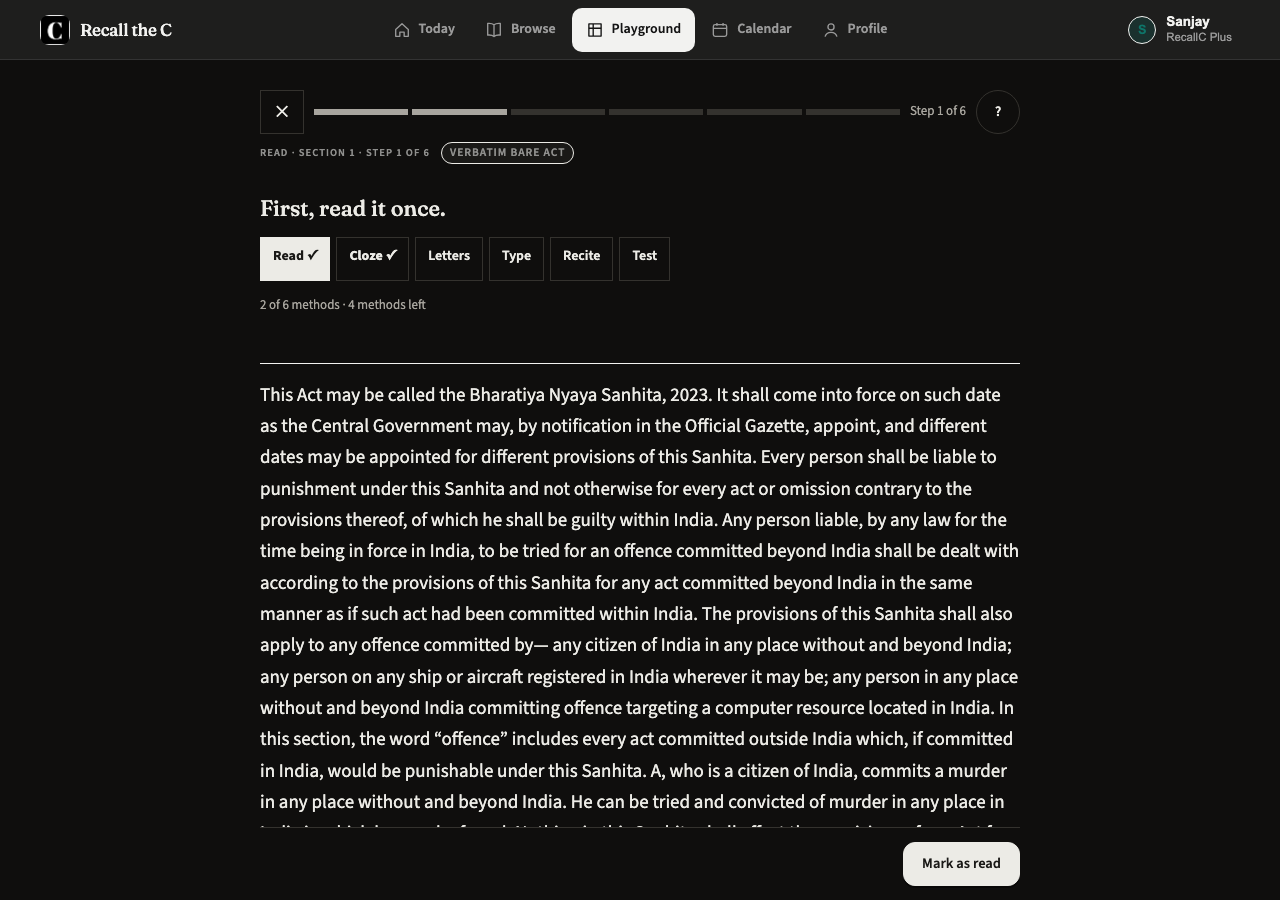 C Recall the C
Today
Browse
Playground
Calendar
Profile
S
Sanjay
RecallC Plus
Step 1 of 6
?
READ · SECTION 1 · STEP 1 OF 6
VERBATIM BARE ACT
First, read it once.
Read ✓
Cloze ✓
Letters
Type
Recite
Test
2 of 6 methods · 4 methods left
This Act may be called the Bharatiya Nyaya Sanhita, 2023. It shall come into force on such date
as the Central Government may, by notification in the Official Gazette, appoint, and different
dates may be appointed for different provisions of this Sanhita. Every person shall be liable to
punishment under this Sanhita and not otherwise for every act or omission contrary to the
provisions thereof, of which he shall be guilty within India. Any person liable, by any law for the
time being in force in India, to be tried for an offence committed beyond India shall be dealt with
according to the provisions of this Sanhita for any act committed beyond India in the same
manner as if such act had been committed within India. The provisions of this Sanhita shall also
apply to any offence committed by— any citizen of India in any place without and beyond India;
any person on any ship or aircraft registered in India wherever it may be; any person in any place
without and beyond India committing offence targeting a computer resource located in India. In
this section, the word “offence” includes every act committed outside India which, if committed
in India, would be punishable under this Sanhita. A, who is a citizen of India, commits a murder
in any place without and beyond India. He can be tried and convicted of murder in any place in
Mark as read